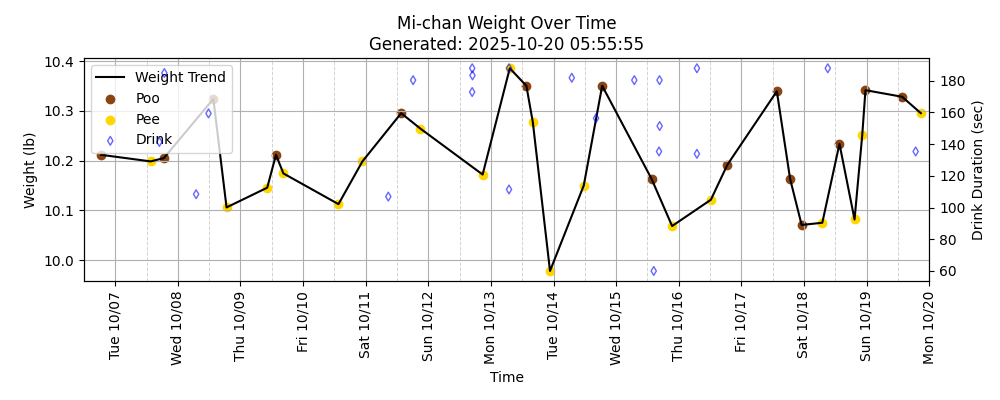 Mi-chan Weight Over Time
Generated: 2025-10-20 05:55:55
Weight (lb)
10.4
10.3
10.2
10.1
10.0
Weight Trend
Poo
Pee
Drink
180
160
140
120
100
80
60
Drink Duration (sec)
Tue 10/07
Wed 10/08
Thu 10/09
Fri 10/10
Sat 10/11
Sun 10/12
Mon 10/13
Tue 10/14
Wed 10/15
Thu 10/16
Fri 10/17
Sat 10/18
Sun 10/19
Mon 10/20
Time